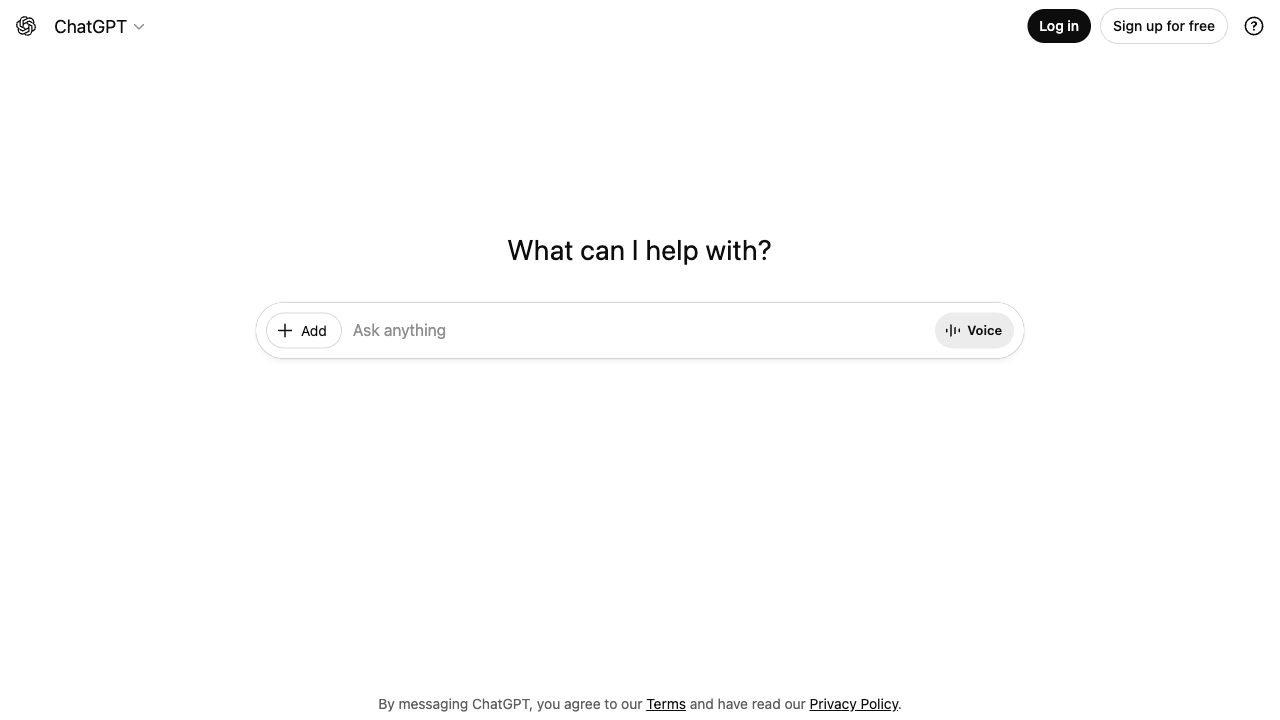 ChatGPT
Log in
Sign up for free
?
What can I help with?
Add
Ask anything
Voice
By messaging ChatGPT, you agree to our Terms and have read our Privacy Policy.